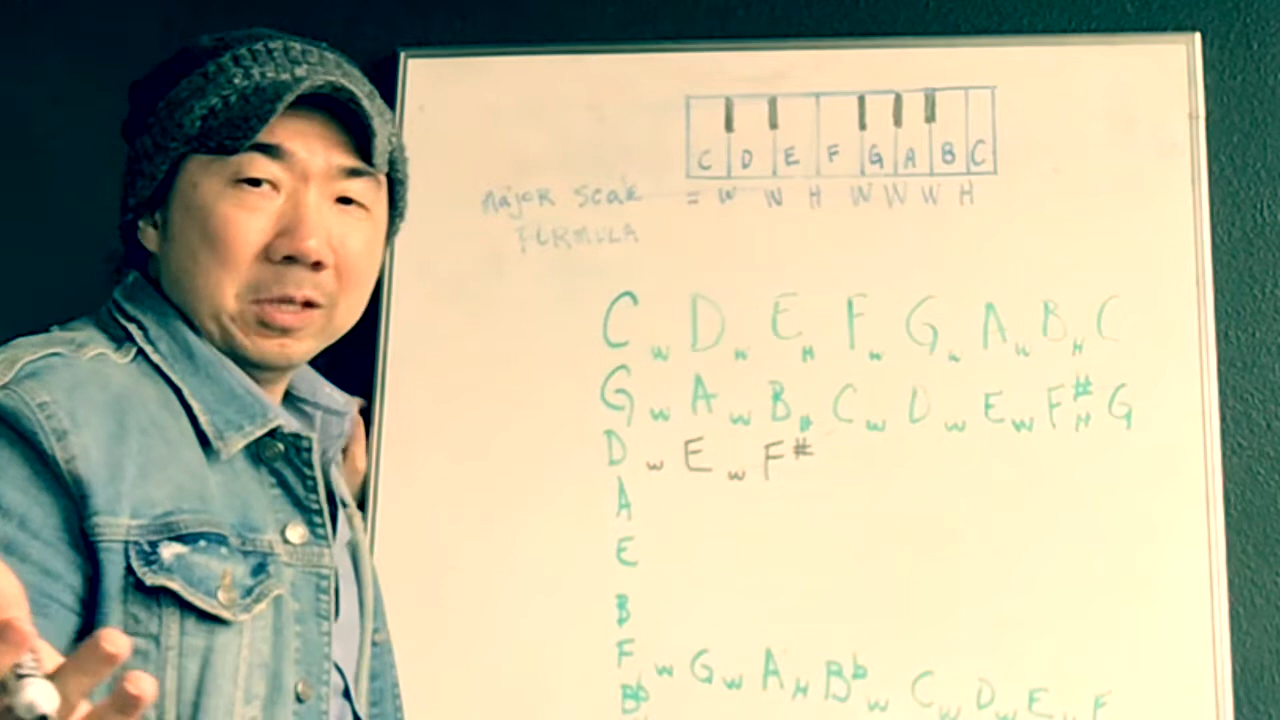 C D E F G A B C
major scale = W W H W W W H
FORMULA
C W D W E H F W G W A W B H C
G W A W B H C W D W E W F# H G
D W E W F#
A
E
B
F W G W A H Bb W C W D W E H F
Bb